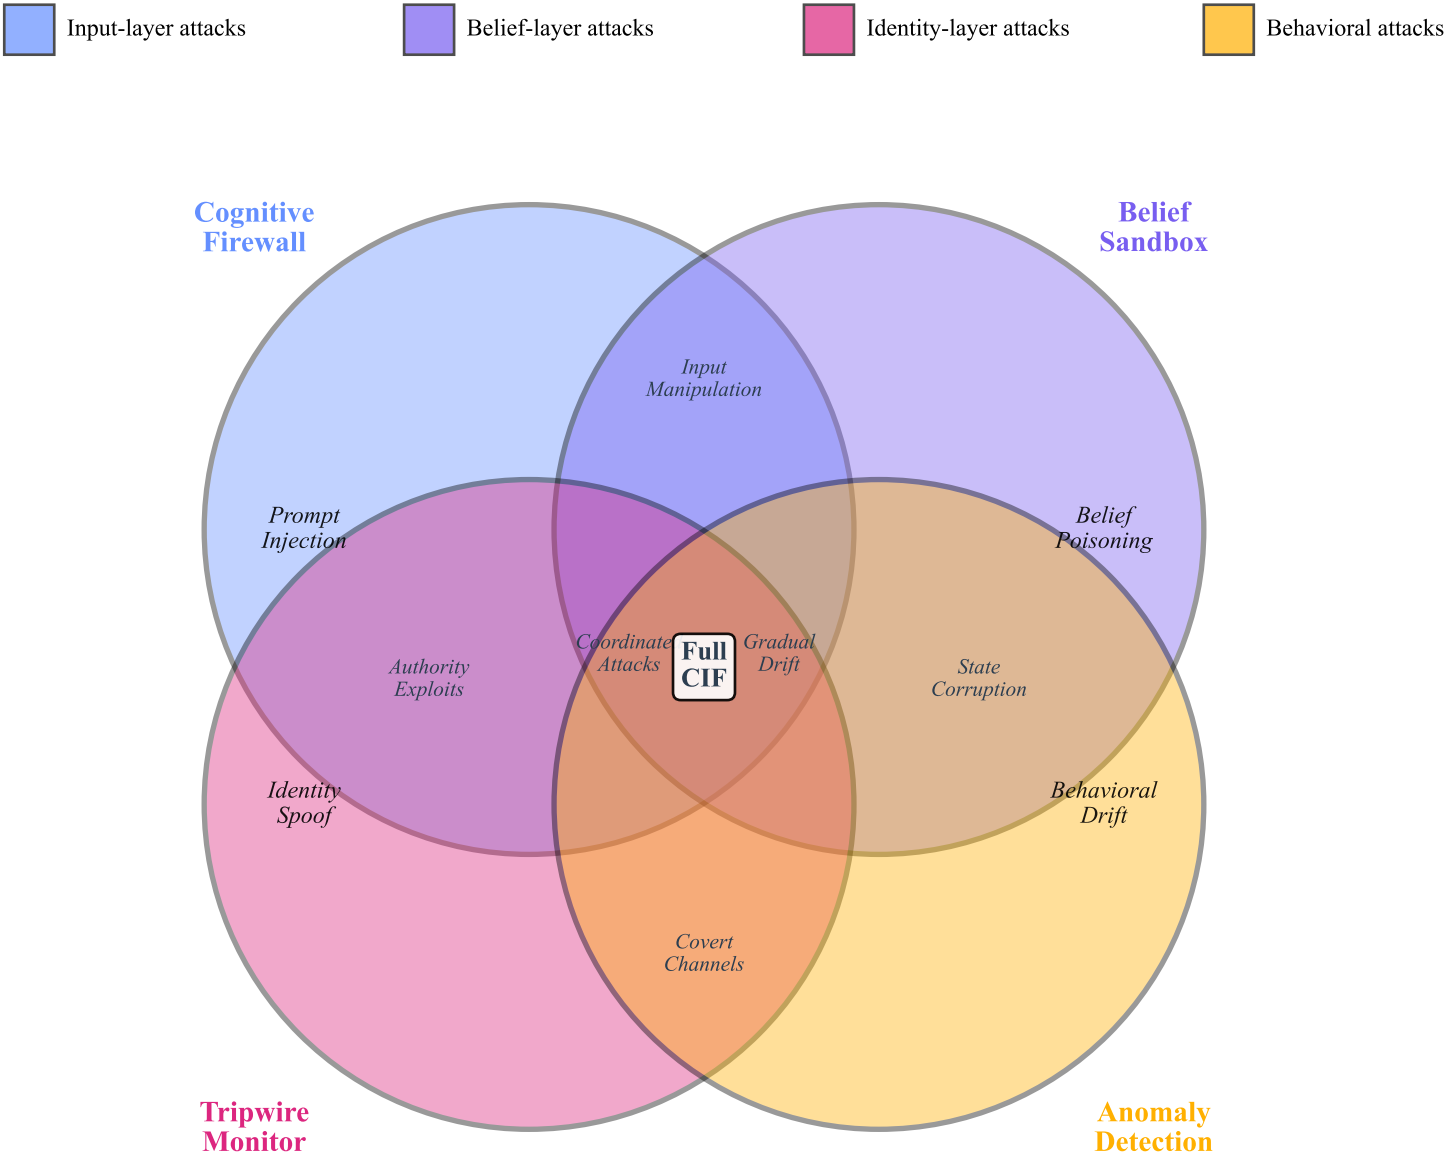 Input-layer attacks
Belief-layer attacks
Identity-layer attacks
Behavioral attacks
Cognitive
Firewall
Belief
Sandbox
Input
Manipulation
Prompt
Injection
Belief
Poisoning
Coordinate
Attacks
Full
CIF
Gradual
Drift
Authority
Exploits
State
Corruption
Identity
Spoof
Behavioral
Drift
Covert
Channels
Tripwire
Monitor
Anomaly
Detection